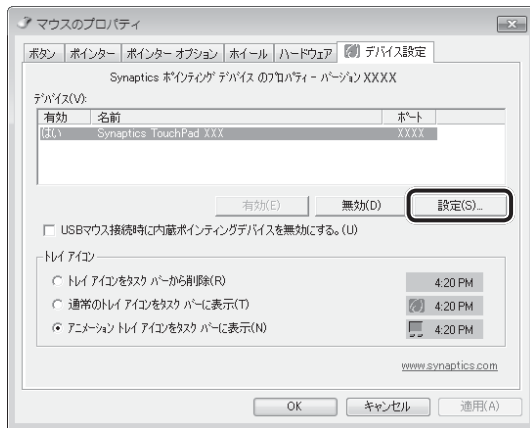 マウスのプロパティ
ボタン ポインター ポインター オプション ホイール ハードウェア デバイス設定
Synaptics ポインティング デバイス のプロパティ - バージョン XXXX
デバイス(V):
有効 名前 ポート
はい Synaptics TouchPad XXX XXXX
有効(E) 無効(D) 設定(S)...
USBマウス接続時に内蔵ポインティングデバイスを無効にする。(U)
トレイ アイコン
トレイ アイコンをタスク バーから削除(R) 4:20 PM
通常のトレイ アイコンをタスク バーに表示(T) 4:20 PM
アニメーション トレイ アイコンをタスク バーに表示(N) 4:20 PM
www.synaptics.com
OK キャンセル 適用(A)